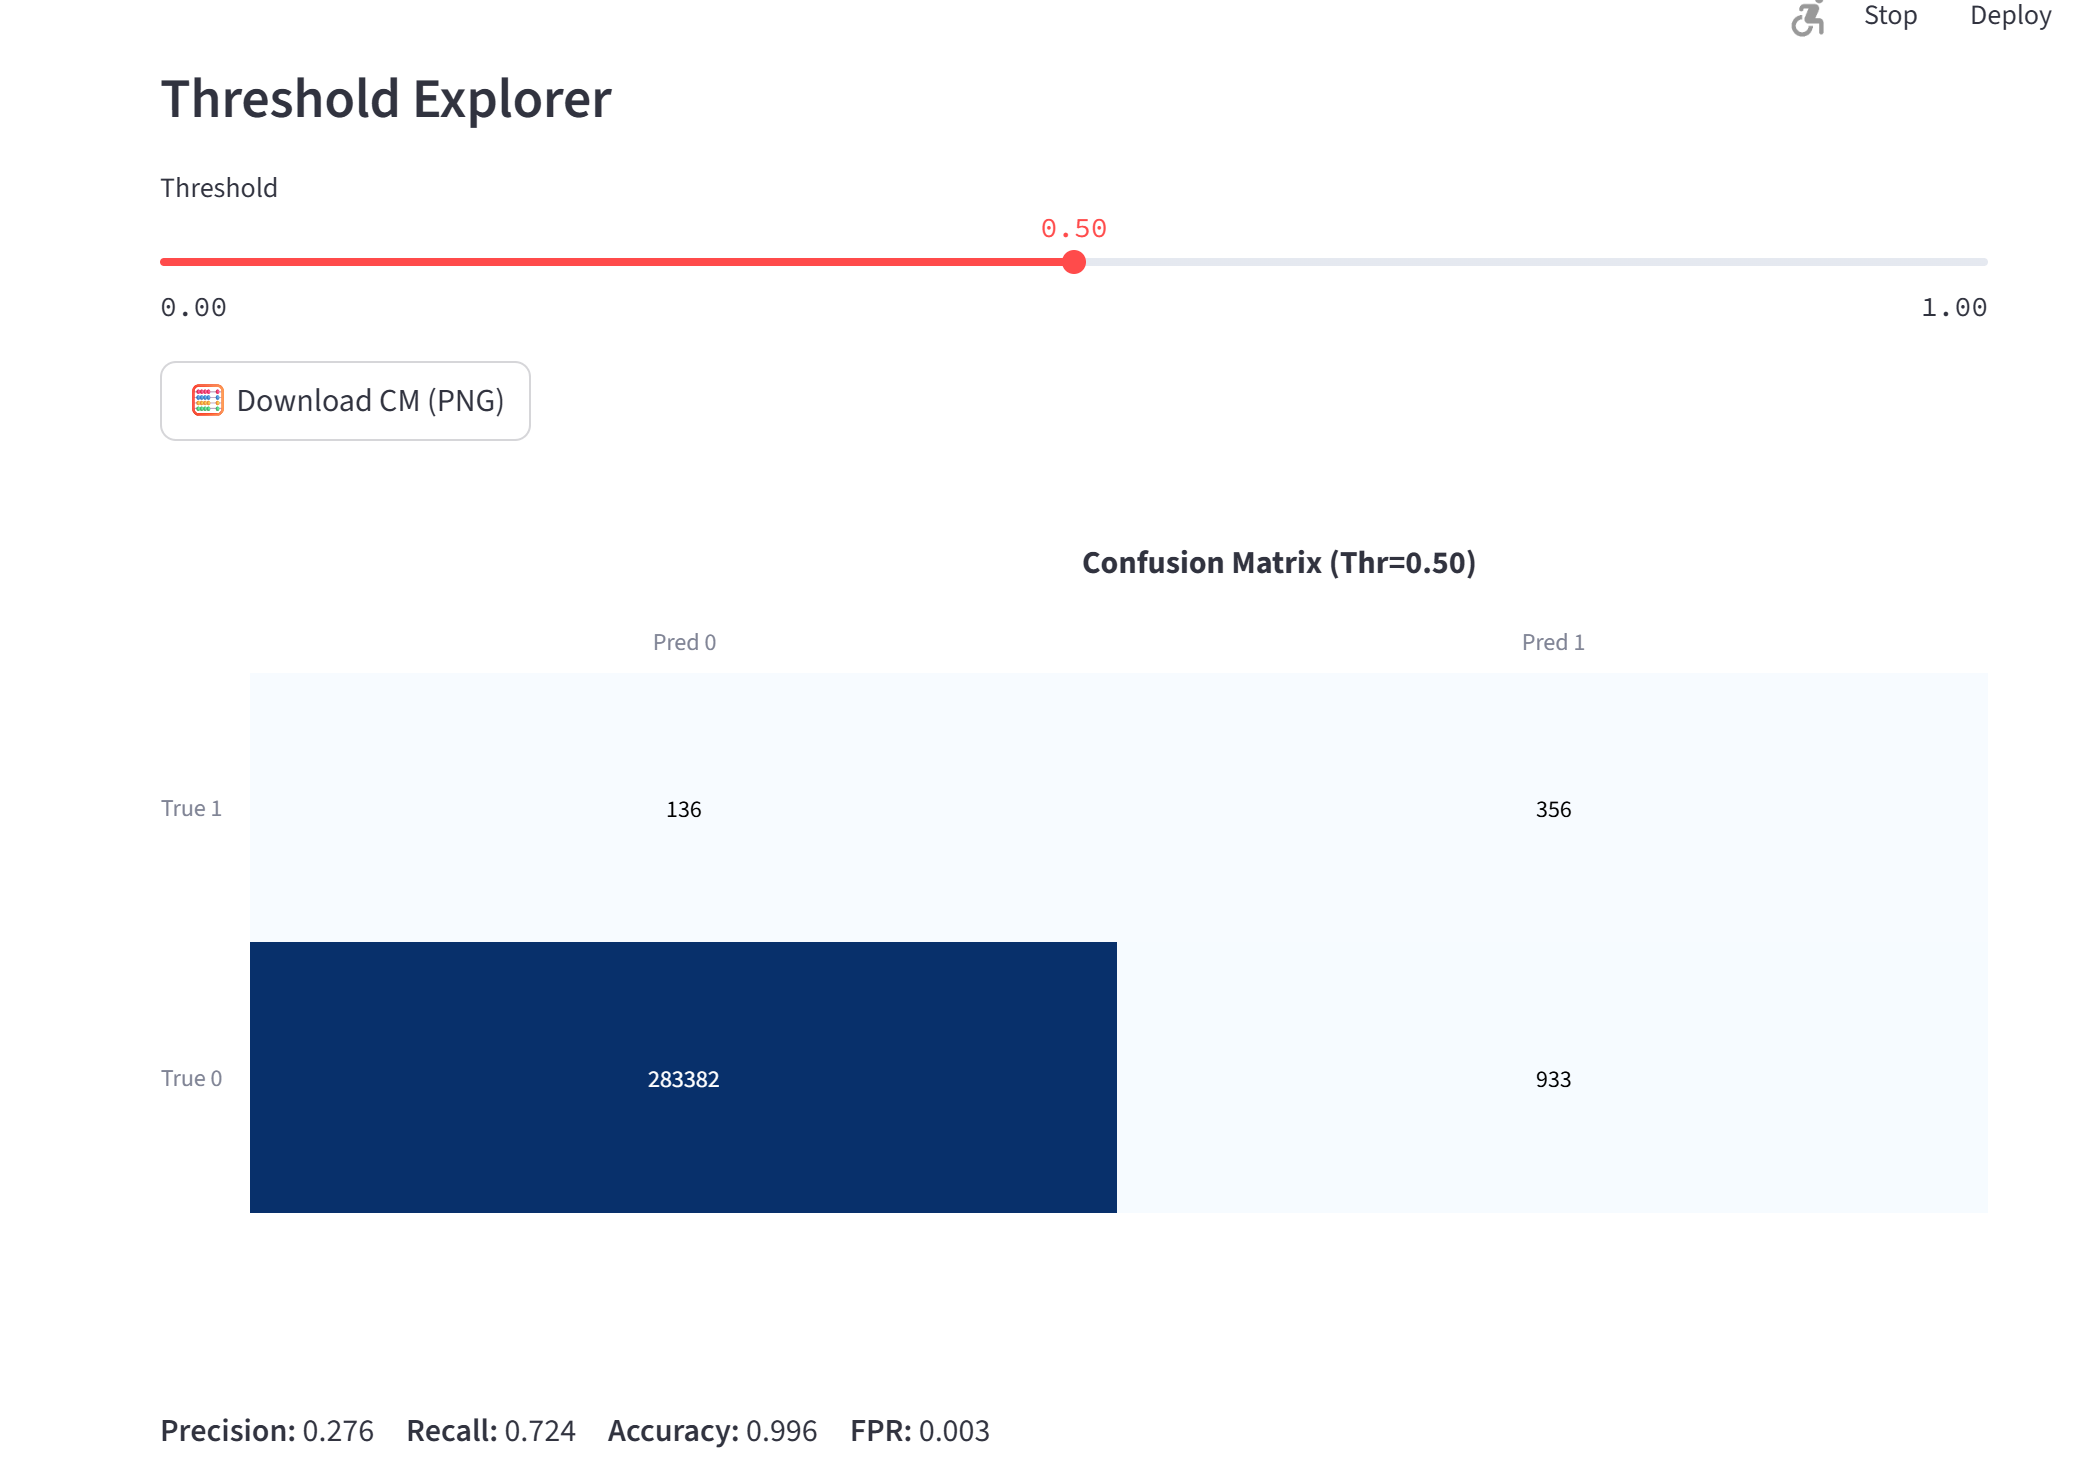 Stop Deploy
Threshold Explorer
Threshold
0.50
0.00 1.00
Download CM (PNG)
Confusion Matrix (Thr=0.50)
Pred 0 Pred 1
True 1 136 356
True 0 283382 933
Precision: 0.276 Recall: 0.724 Accuracy: 0.996 FPR: 0.003